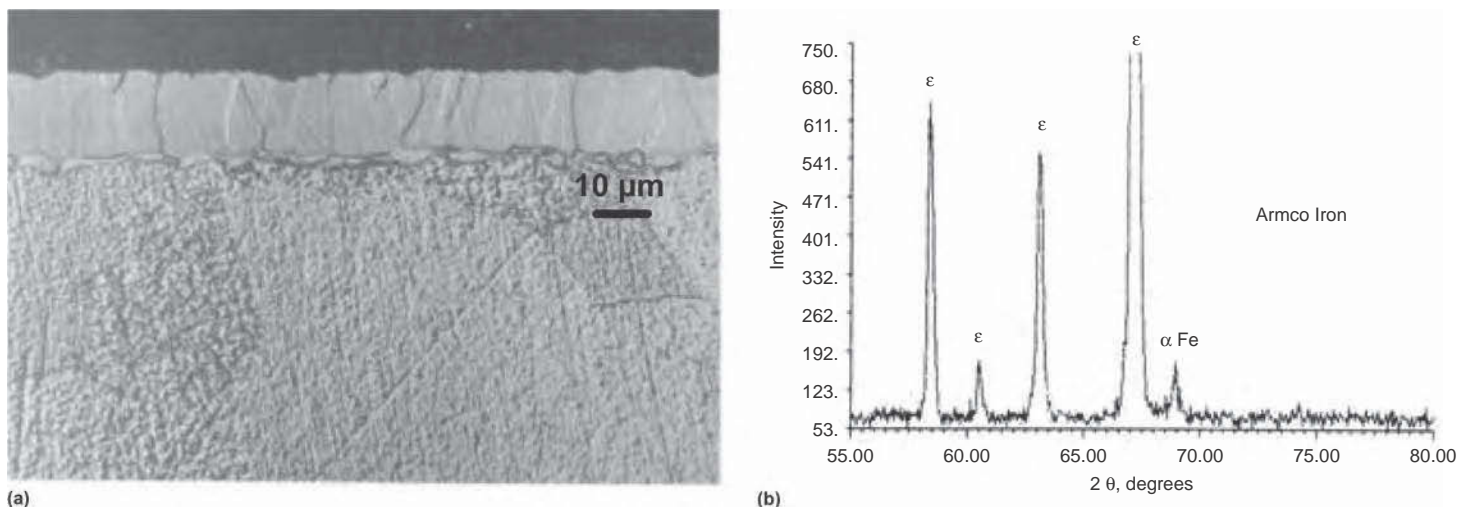 10 µm
(a)
ε
ε
ε
ε
α Fe
Armco Iron
750.
680.
611.
541.
471.
401.
332.
262.
192.
123.
53.
Intensity
55.00 60.00 65.00 70.00 75.00 80.00
2 θ, degrees
(b)